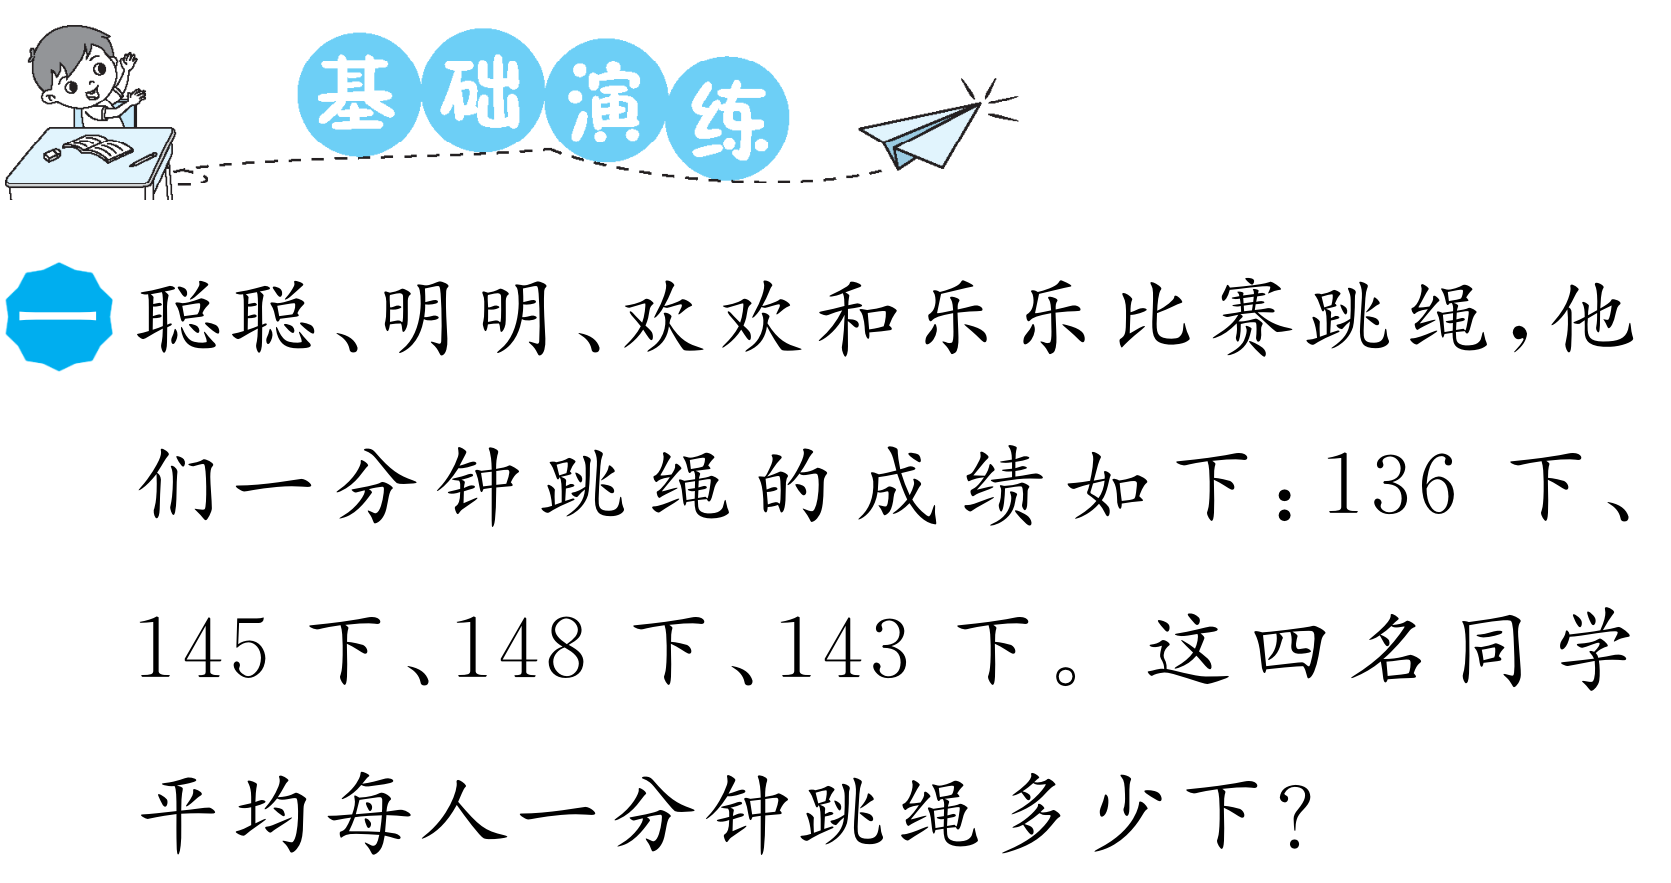 基础演练
一 聪聪、明明、欢欢和乐乐比赛跳绳,他
们一分钟跳绳的成绩如下:136 下、
145 下、148 下、143 下。这四名同学
平均每人一分钟跳绳多少下?